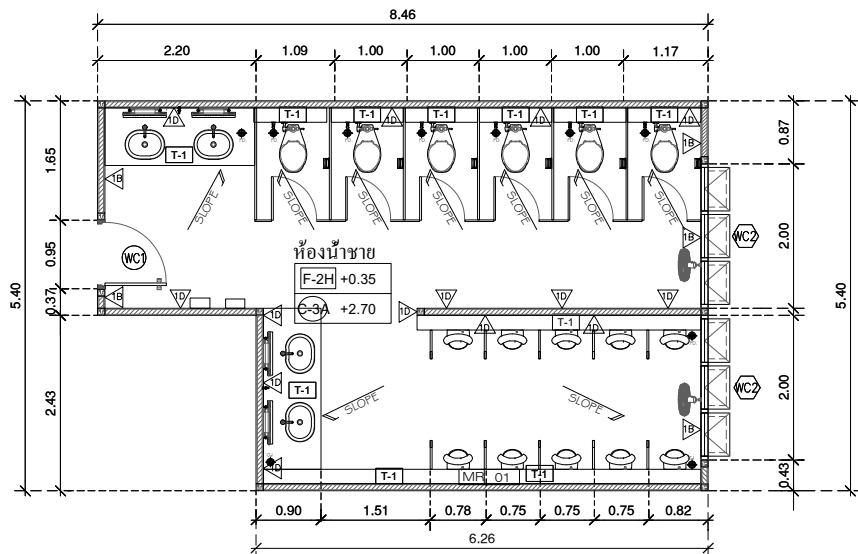 8.46
2.20 1.09 1.00 1.00 1.00 1.00 1.17
T-1 T-1 T-1 T-1 T-1 T-1
1D 1D 1D 1D
T-1
1B 1B
SLOPE SLOPE SLOPE SLOPE SLOPE SLOPE SLOPE
5.40 1.65 0.95 0.37 2.43
0.87 2.00 2.00 0.43 5.40
WC1
WC2
ห้องน้ำชาย
F-2H +0.35
C-3A +2.70
1B 1D 1D 1D 1D 1D 1D
1B
T-1
1D 1D
T-1
1D
SLOPE SLOPE
WC2
1B
1D
T-1 MR 01 T-1
0.90 1.51 0.78 0.75 0.75 0.75 0.82
6.26